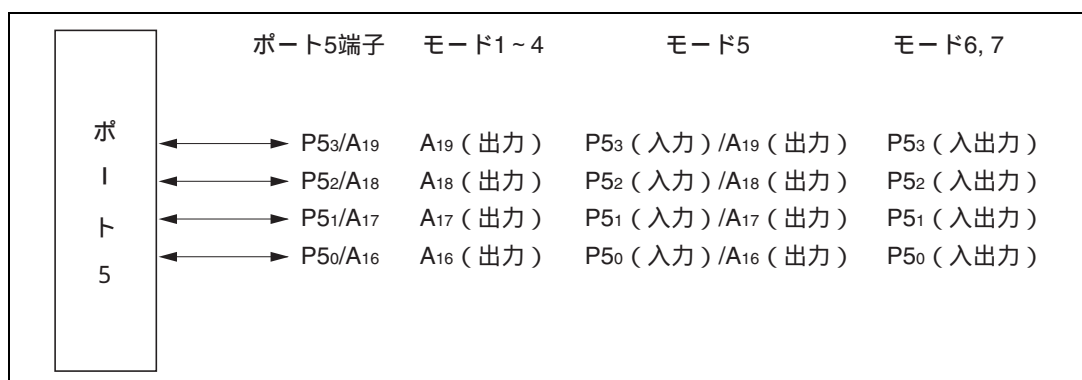 ポート5端子 モード1~4 モード5 モード6, 7
ポート5
P53/A19 A19(出力) P53(入力)/A19(出力) P53(入出力)
P52/A18 A18(出力) P52(入力)/A18(出力) P52(入出力)
P51/A17 A17(出力) P51(入力)/A17(出力) P51(入出力)
P50/A16 A16(出力) P50(入力)/A16(出力) P50(入出力)